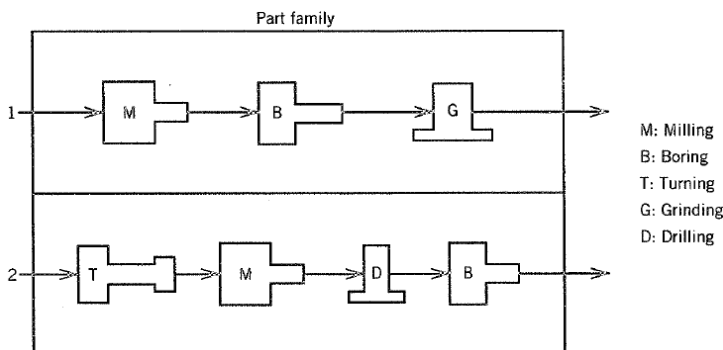 Part family
1 M B G
2 T M D B
M: Milling
B: Boring
T: Turning
G: Grinding
D: Drilling